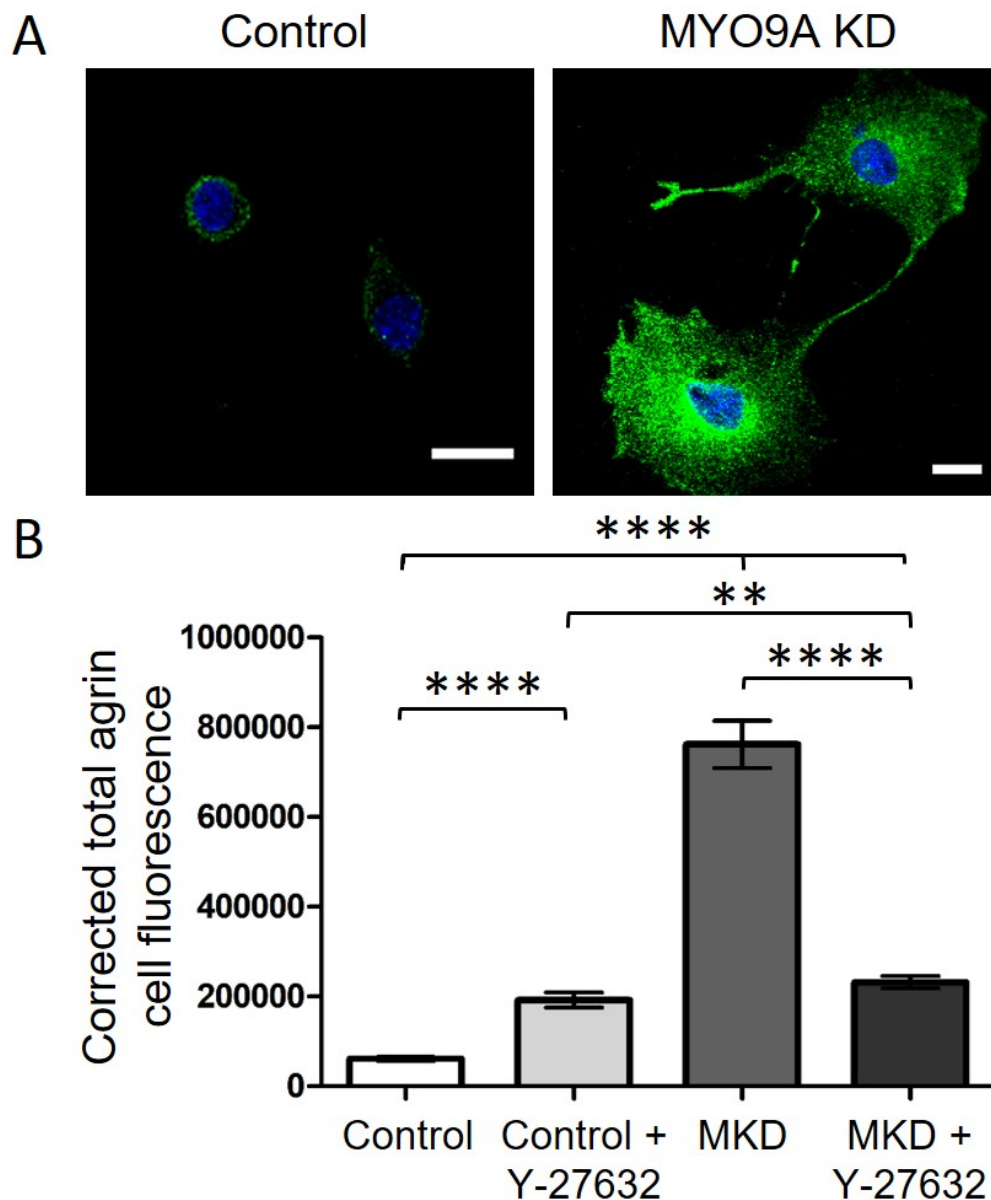 A
Control
MYO9A KD
B
****
**
****
****
Corrected total agrin
cell fluorescence
1000000
800000
600000
400000
200000
0
Control
Control +
Y-27632
MKD
MKD +
Y-27632